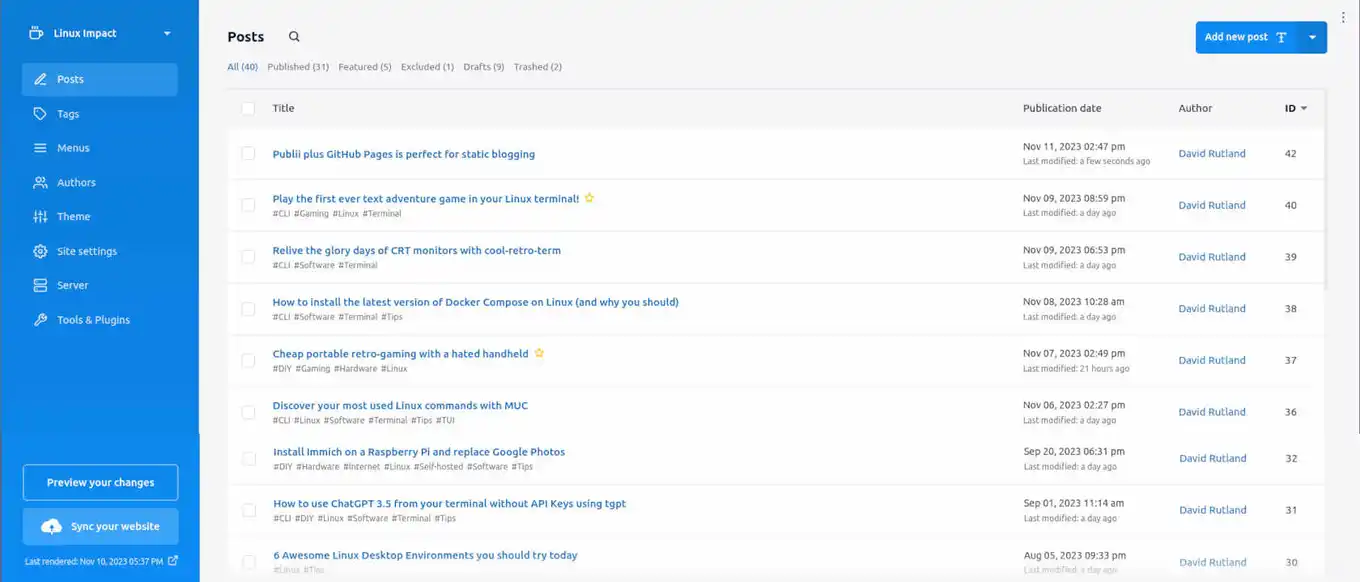 Linux Impact
Posts
Tags
Menus
Authors
Theme
Site settings
Server
Tools & Plugins
Preview your changes
Sync your website
Last rendered: Nov 10, 2023 05:37 PM
Posts
Add new post
All (40) Published (31) Featured (5) Excluded (1) Drafts (9) Trashed (2)
Title Publication date Author ID
Publii plus GitHub Pages is perfect for static blogging
Nov 11, 2023 02:47 pm
Last modified: a few seconds ago
David Rutland
42
Play the first ever text adventure game in your Linux terminal!
#CLI #Gaming #Linux #Terminal
Nov 09, 2023 08:59 pm
Last modified: a day ago
David Rutland
40
Relive the glory days of CRT monitors with cool-retro-term
#CLI #Software #Terminal
Nov 09, 2023 06:53 pm
Last modified: a day ago
David Rutland
39
How to install the latest version of Docker Compose on Linux (and why you should)
#CLI #Software #Terminal #Tips
Nov 08, 2023 10:28 am
Last modified: a day ago
David Rutland
38
Cheap portable retro-gaming with a hated handheld
#DIY #Gaming #Hardware #Linux
Nov 07, 2023 02:49 pm
Last modified: 21 hours ago
David Rutland
37
Discover your most used Linux commands with MUC
#CLI #Linux #Software #Terminal #Tips #TUI
Nov 06, 2023 02:27 pm
Last modified: a day ago
David Rutland
36
Install Immich on a Raspberry Pi and replace Google Photos
#DIY #Hardware #Internet #Linux #Self-hosted #Software #Tips
Sep 20, 2023 06:31 pm
Last modified: a day ago
David Rutland
32
How to use ChatGPT 3.5 from your terminal without API Keys using tgpt
#CLI #DIY #Linux #Software #Terminal #Tips
Sep 01, 2023 11:14 am
Last modified: a day ago
David Rutland
31
6 Awesome Linux Desktop Environments you should try today
#Linux #Tips
Aug 05, 2023 09:33 pm
Last modified: a day ago
David Rutland
30